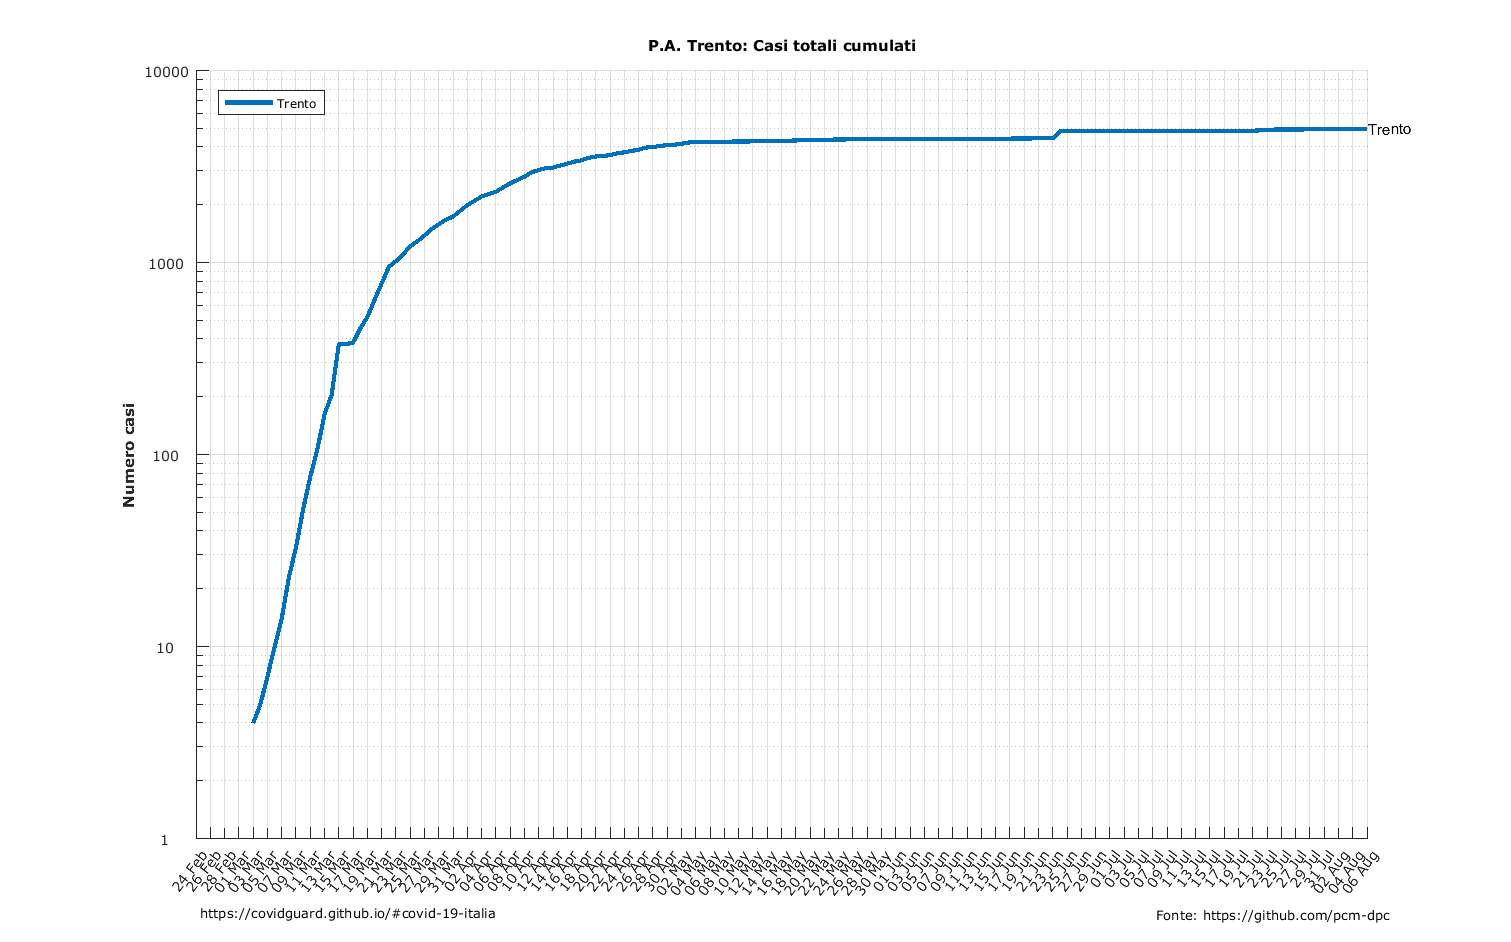 P.A. Trento: Casi totali cumulati
10000
1000
100
10
1
Numero casi
Trento
Trento
24 Feb
26 Feb
28 Feb
01 Mar
03 Mar
05 Mar
07 Mar
09 Mar
11 Mar
13 Mar
15 Mar
17 Mar
19 Mar
21 Mar
23 Mar
25 Mar
27 Mar
29 Mar
31 Mar
02 Apr
04 Apr
06 Apr
08 Apr
10 Apr
12 Apr
14 Apr
16 Apr
18 Apr
20 Apr
22 Apr
24 Apr
26 Apr
28 Apr
30 Apr
02 May
04 May
06 May
08 May
10 May
12 May
14 May
16 May
18 May
20 May
22 May
24 May
26 May
28 May
30 May
01 Jun
03 Jun
05 Jun
07 Jun
09 Jun
11 Jun
13 Jun
15 Jun
17 Jun
19 Jun
21 Jun
23 Jun
25 Jun
27 Jun
29 Jun
01 Jul
03 Jul
05 Jul
07 Jul
09 Jul
11 Jul
13 Jul
15 Jul
17 Jul
19 Jul
21 Jul
23 Jul
25 Jul
27 Jul
29 Jul
31 Jul
02 Aug
04 Aug
06 Aug
https://covidguard.github.io/#covid-19-italia
Fonte: https://github.com/pcm-dpc